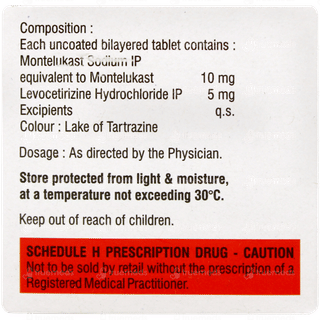 Composition :
Each uncoated bilayered tablet contains :
Montelukast Sodium IP
equivalent to Montelukast 10 mg
Levocetirizine Hydrochloride IP 5 mg
Excipients q.s.
Colour : Lake of Tartrazine
Dosage : As directed by the Physician.
Store protected from light & moisture,
at a temperature not exceeding 30°C.
Keep out of reach of children.
SCHEDULE H PRESCRIPTION DRUG - CAUTION
Not to be sold by retail without the prescription of a
Registered Medical Practitioner.